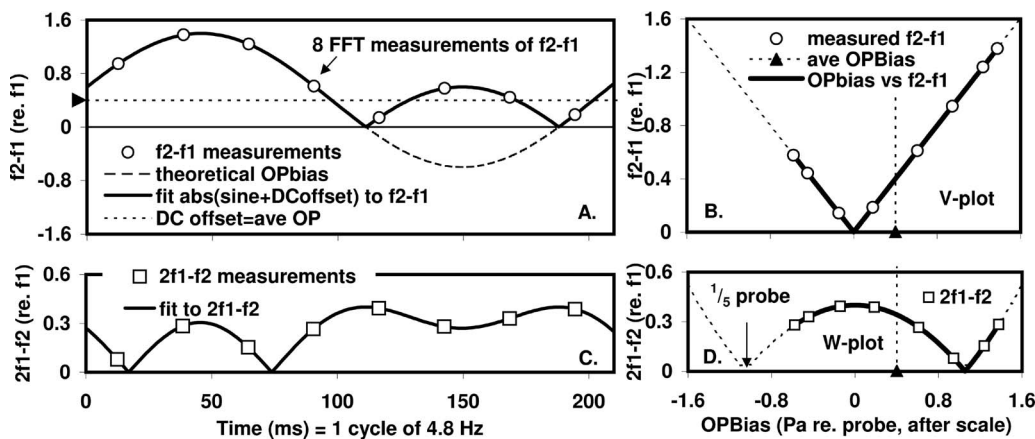 1.6
0.8
0
-0.8
-1.6
f2-f1 (re. f1)
8 FFT measurements of f2-f1
f2-f1 measurements
theoretical OPbias
fit abs(sine+DCoffset) to f2-f1
DC offset=ave OP
A.
1.6
1.2
0.8
0.4
0
f2-f1 (re. f1)
measured f2-f1
ave OPBias
OPbias vs f2-f1
B.
V-plot
0.6
0.3
0
2f1-f2 (re. f1)
2f1-f2 measurements
fit to 2f1-f2
C.
0 50 100 150 200
Time (ms) = 1 cycle of 4.8 Hz
0.6
0.4
0.2
0
2f1-f2 (re. f1)
1/5 probe
2f1-f2
W-plot
D.
-1.6 -0.8 0 0.8 1.6
OPBias (Pa re. probe, after scale)